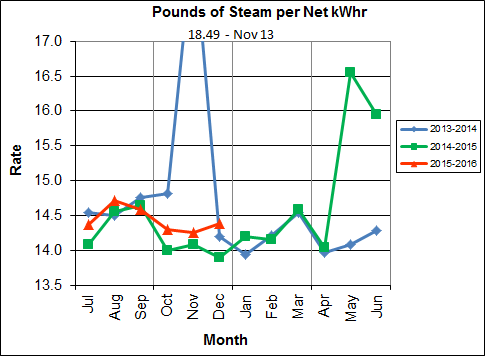 Pounds of Steam per Net kWhr
18.49 - Nov 13
17.0
16.0
15.5
15.0
14.5
14.0
13.5
Rate
Jul
Aug
Sep
Oct
Nov
Dec
Jan
Feb
Mar
Apr
May
Jun
Month
2013-2014
2014-2015
2015-2016